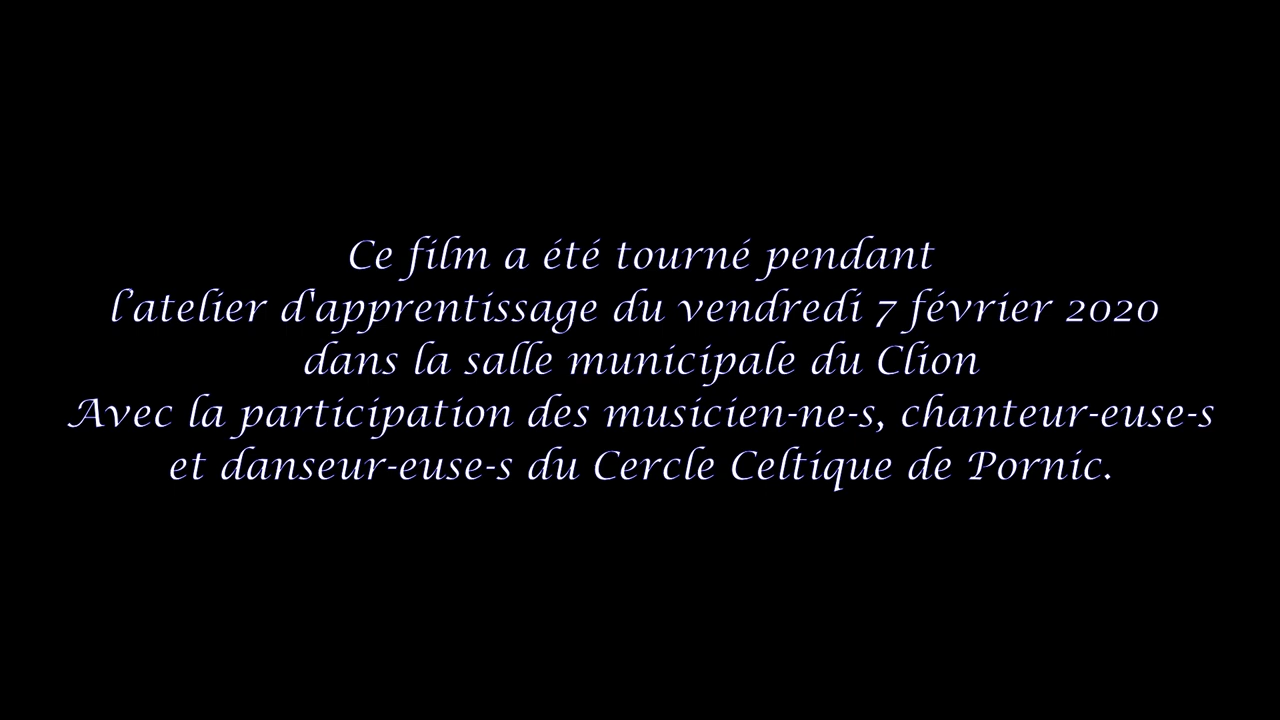 Ce film a été tourné pendant
l'atelier d'apprentissage du vendredi 7 février 2020
dans la salle municipale du Clion
Avec la participation des musicien-ne-s, chanteur-euse-s
et danseur-euse-s du Cercle Celtique de Pornic.